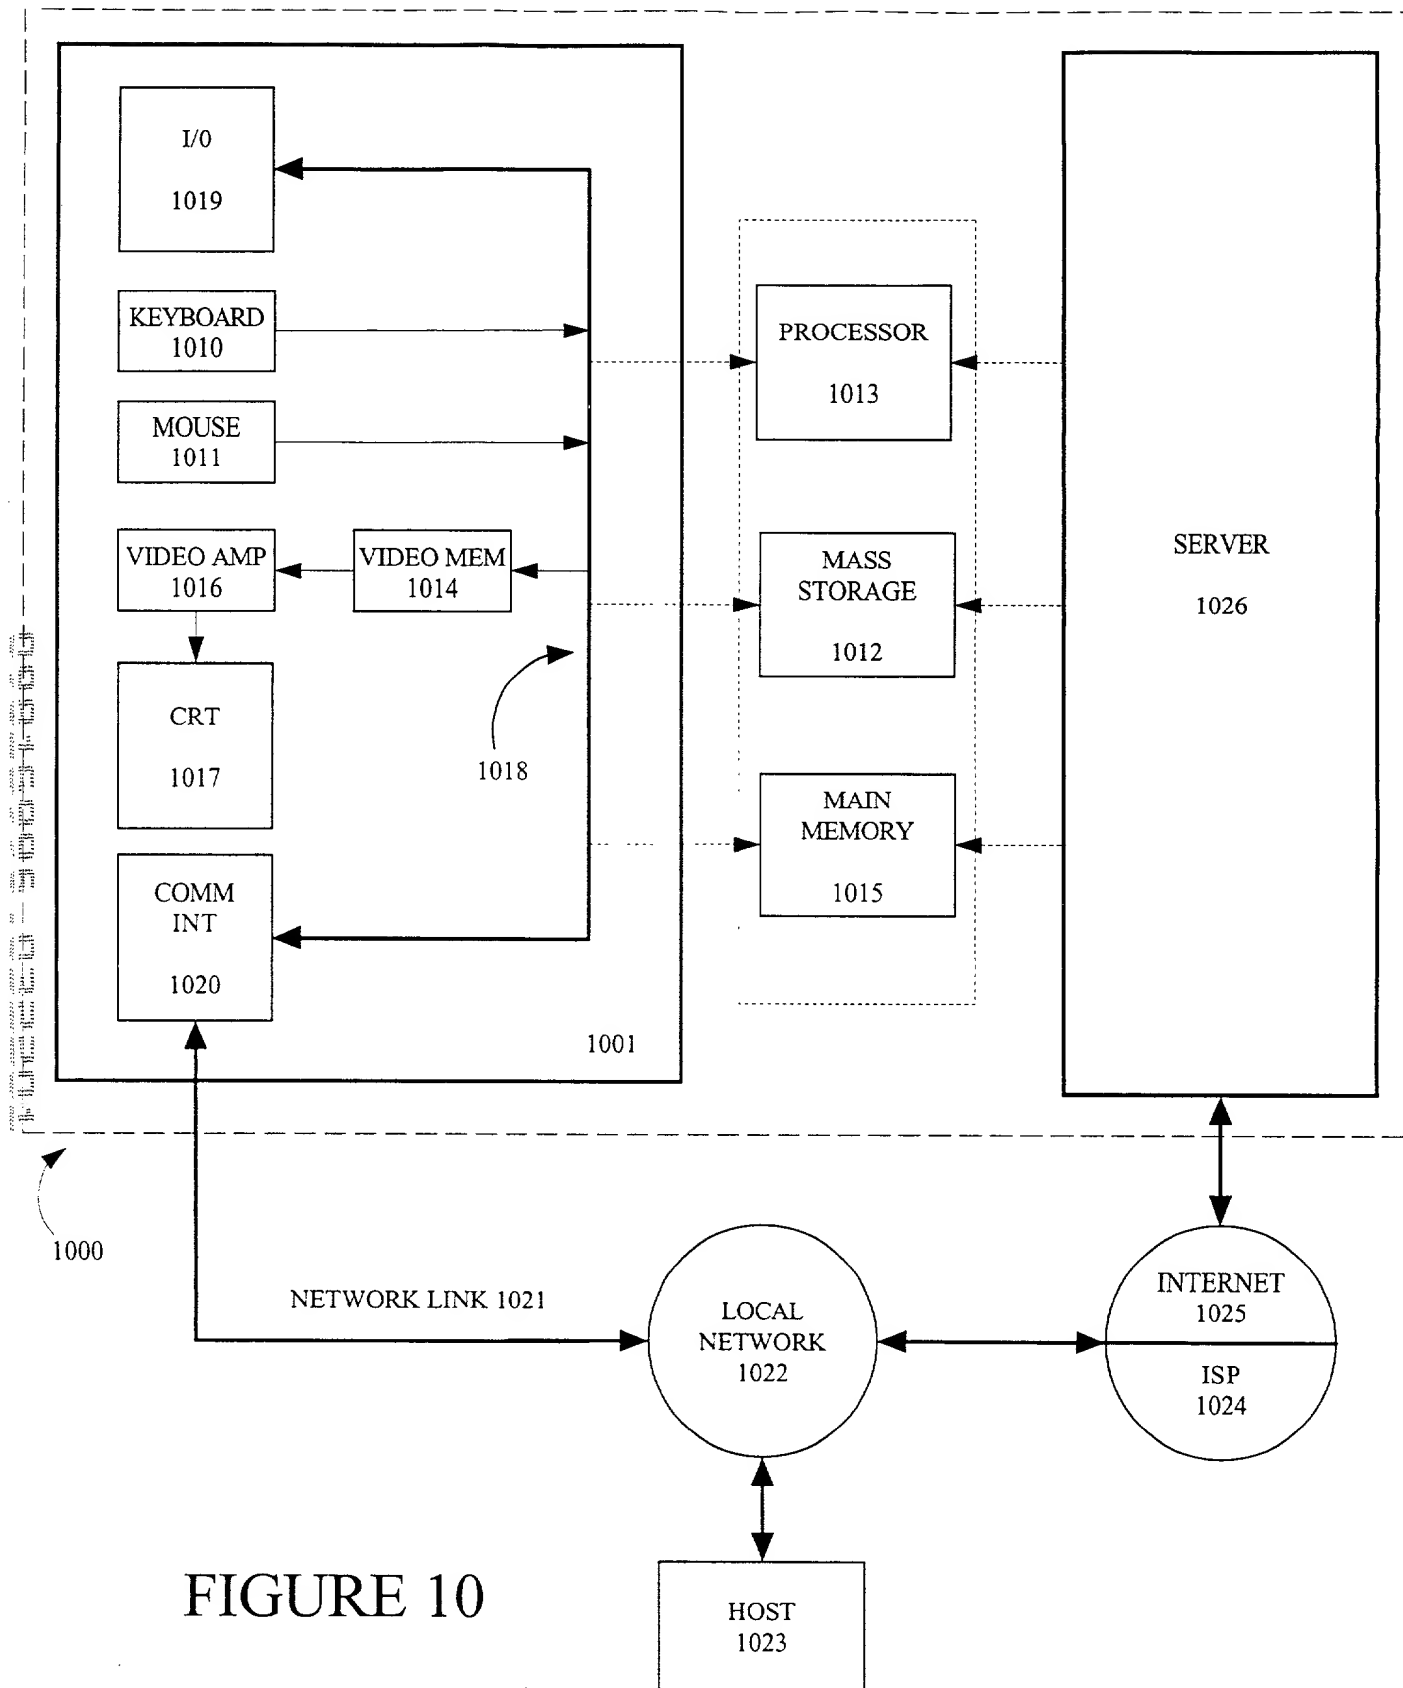 I/0
1019
KEYBOARD
1010
MOUSE
1011
VIDEO AMP
1016
VIDEO MEM
1014
CRT
1017
1018
COMM
INT
1020
1001
PROCESSOR
1013
MASS
STORAGE
1012
MAIN
MEMORY
1015
SERVER
1026
1000
NETWORK LINK 1021
LOCAL
NETWORK
1022
INTERNET
1025
ISP
1024
HOST
1023
FIGURE 10